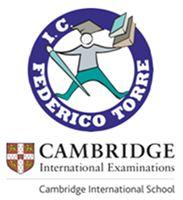 I.C.
FEDERICO TORRE
CAMBRIDGE
International Examinations
Cambridge International School